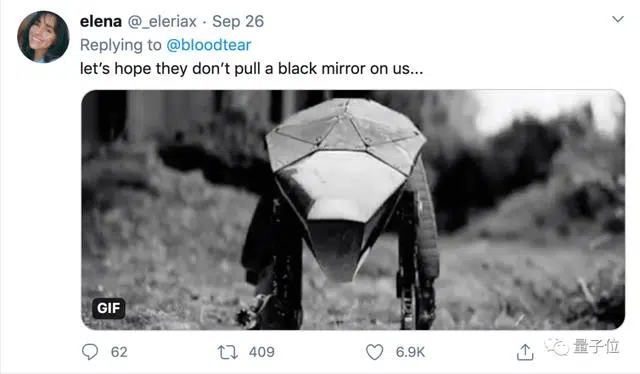 elena @_eleriax · Sep 26
Replying to @bloodtear
let's hope they don't pull a black mirror on us...
GIF
62 409 6.9K
量子位